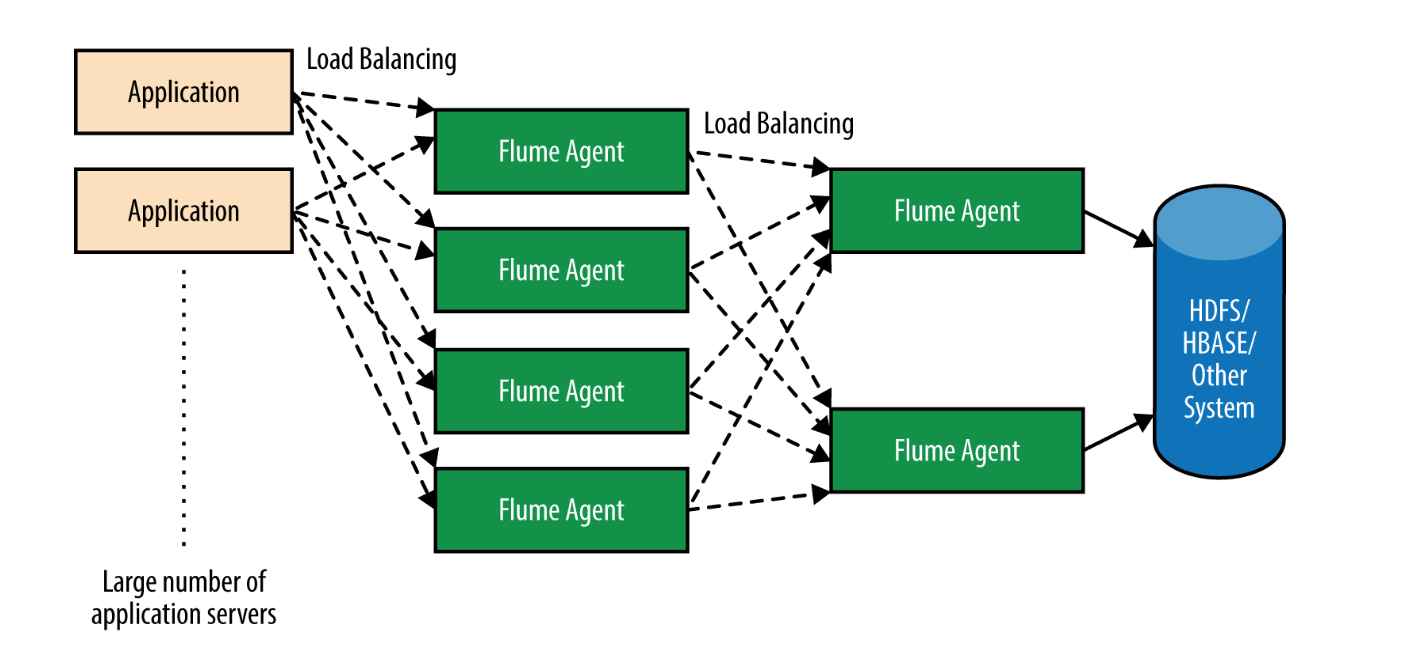 Load Balancing
Application
Load Balancing
Flume Agent
Application
Flume Agent
Flume Agent
HDFS/
HBASE/
Other
System
Flume Agent
Flume Agent
Flume Agent
Large number of
application servers